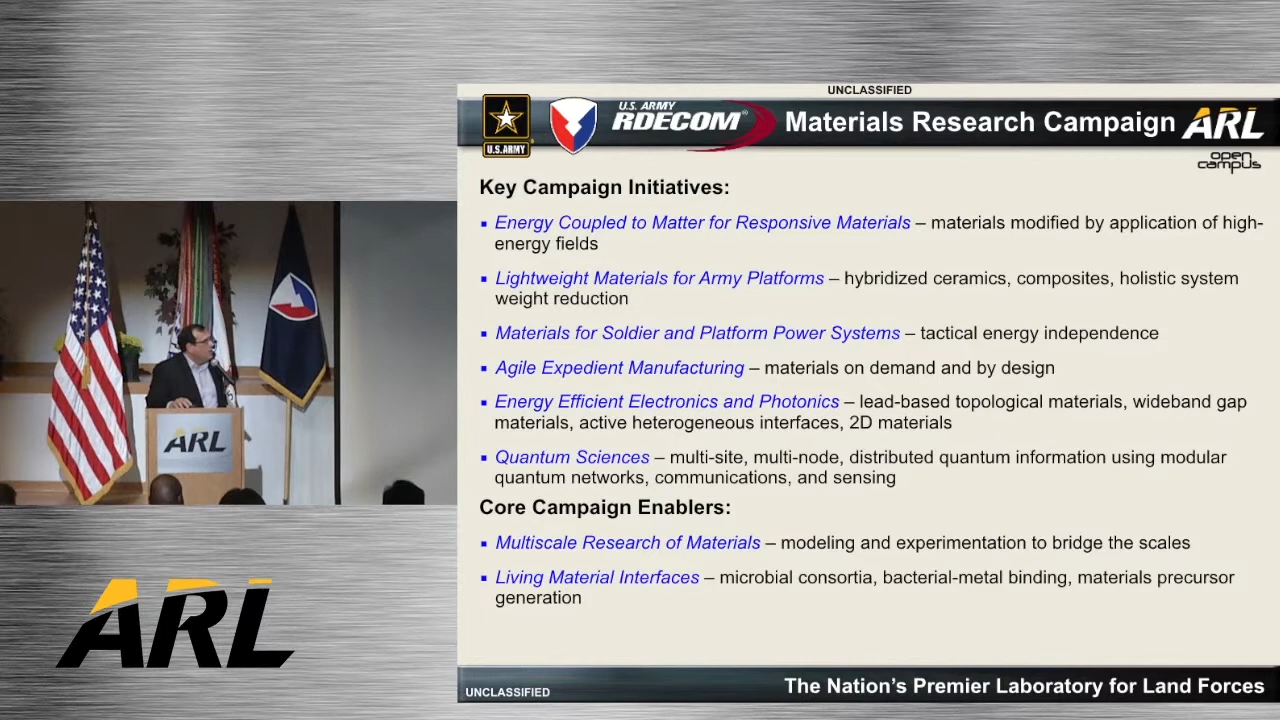 UNCLASSIFIED
U.S.ARMY
U.S. ARMY
RDECOM®
Materials Research Campaign
ARL
open
campus
Key Campaign Initiatives:
▪ Energy Coupled to Matter for Responsive Materials – materials modified by application of high-
energy fields
▪ Lightweight Materials for Army Platforms – hybridized ceramics, composites, holistic system
weight reduction
▪ Materials for Soldier and Platform Power Systems – tactical energy independence
▪ Agile Expedient Manufacturing – materials on demand and by design
▪ Energy Efficient Electronics and Photonics – lead-based topological materials, wideband gap
materials, active heterogeneous interfaces, 2D materials
▪ Quantum Sciences – multi-site, multi-node, distributed quantum information using modular
quantum networks, communications, and sensing
Core Campaign Enablers:
▪ Multiscale Research of Materials – modeling and experimentation to bridge the scales
▪ Living Material Interfaces – microbial consortia, bacterial-metal binding, materials precursor
generation
UNCLASSIFIED
The Nation's Premier Laboratory for Land Forces
ARL
ARL